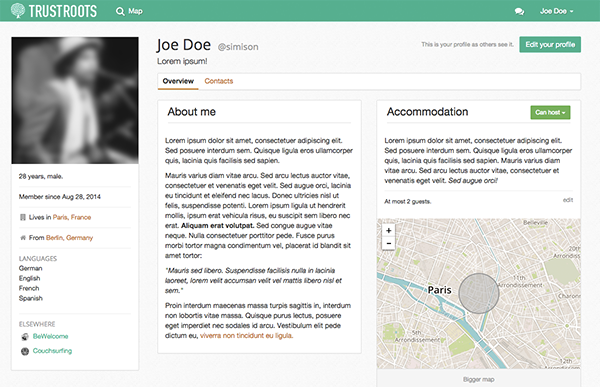 TRUSTROOTS
Map
Joe Doe
Joe Doe @simison
Lorem ipsum!
This is your profile as others see it.
Edit your profile
Overview
Contacts
28 years, male.
Member since Aug 28, 2014
Lives in Paris, France
From Berlin, Germany
LANGUAGES
German
English
French
Spanish
ELSEWHERE
BeWelcome
Couchsurfing
About me
Lorem ipsum dolor sit amet, consectetuer adipiscing elit.
Sed posuere interdum sem. Quisque ligula eros ullamcorper
quis, lacinia quis facilisis sed sapien.
Mauris varius diam vitae arcu. Sed arcu lectus auctor vitae,
consectetuer et venenatis eget velit. Sed augue orci, lacinia
eu tincidunt et eleifend nec lacus. Donec ultricies nisl ut
felis, suspendisse potenti. Lorem ipsum ligula ut hendrerit
mollis, ipsum erat vehicula risus, eu suscipit sem libero nec
erat. Aliquam erat volutpat. Sed congue augue vitae
neque. Nulla consectetuer porttitor pede. Fusce purus
morbi tortor magna condimentum vel, placerat id blandit sit
amet tortor:
"Mauris sed libero. Suspendisse facilisis nulla in lacinia
laoreet, lorem velit accumsan velit vel mattis libero nisl et
sem."
Proin interdum maecenas massa turpis sagittis in, interdum
non lobortis vitae massa. Quisque purus lectus, posuere
eget imperdiet nec sodales id arcu. Vestibulum elit pede
dictum eu, viverra non tincidunt eu ligula.
Accommodation
Can host
Lorem ipsum dolor sit amet, consectetuer adipiscing elit.
Sed posuere interdum sem. Quisque ligula eros ullamcorper
quis, lacinia quis facilisis sed sapien. Mauris varius diam
vitae arcu. Sed arcu lectus auctor vitae, consectetuer et
venenatis eget velit. Sed augue orci!
At most 2 guests.
edit
+
-
Belleville
20th
Arrondissement
11th
Arrondissement
Charonne
Paris
4th
Arrondissement
12th
Arrondissement
Bigger map